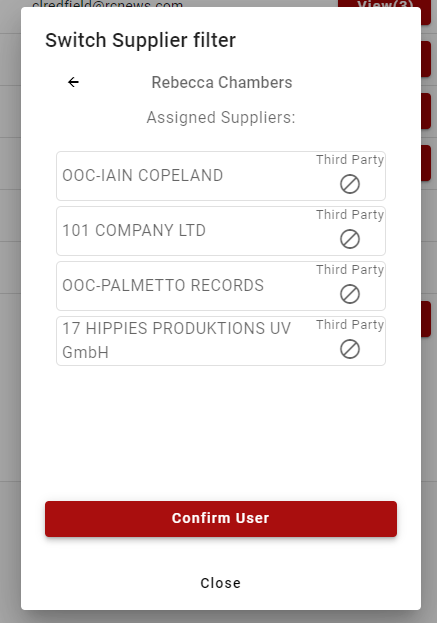 clredfield@rcnews.com
View(3)
Switch Supplier filter
Rebecca Chambers
Assigned Suppliers:
Third Party
OOC-IAIN COPELAND
Third Party
101 COMPANY LTD
Third Party
OOC-PALMETTO RECORDS
Third Party
17 HIPPIES PRODUKTIONS UV
GmbH
Confirm User
Close